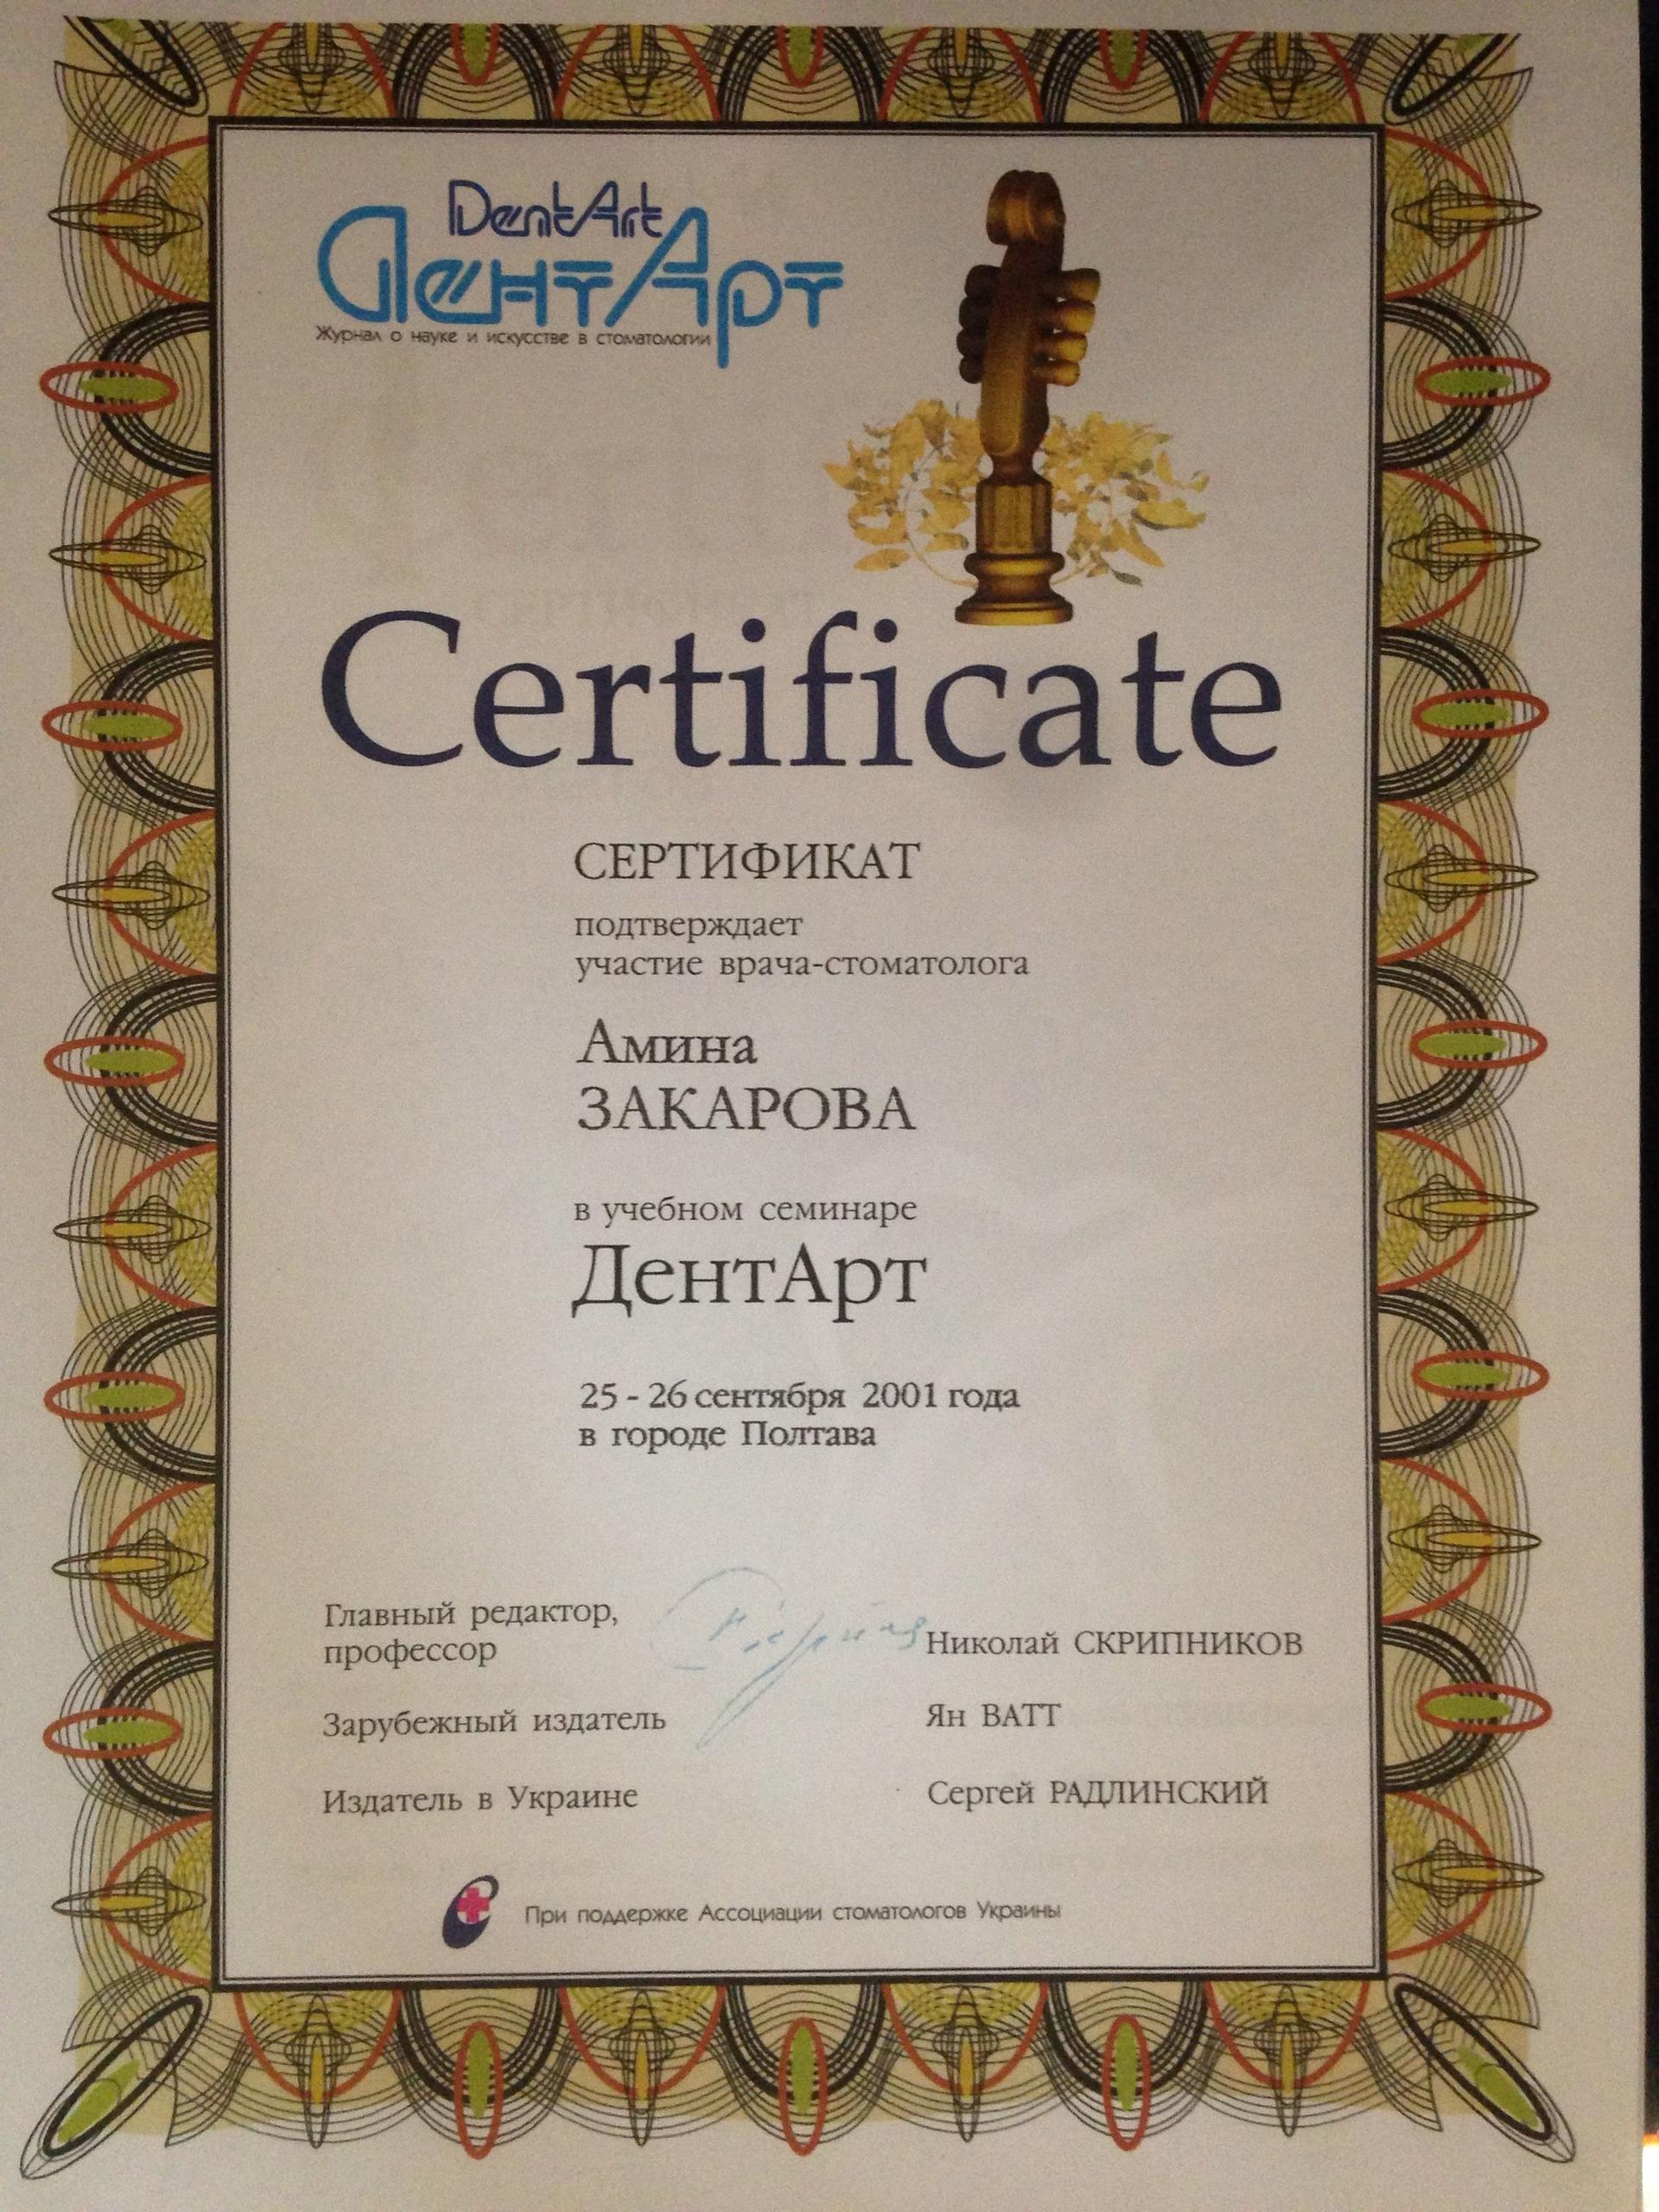 DentArt
ДентАрт
Журнал о науке и искусстве в стоматологии
Certificate
СЕРТИФИКАТ
подтверждает
участие врача-стоматолога
Амина
ЗАКАРОВА
в учебном семинаре
ДентАрт
25 - 26 сентября 2001 года
в городе Полтава
Главный редактор,
профессор
Николай СКРИПНИКОВ
Зарубежный издатель
Ян ВАТТ
Издатель в Украине
Сергей РАДЛИНСКИЙ
При поддержке Ассоциации стоматологов Украины